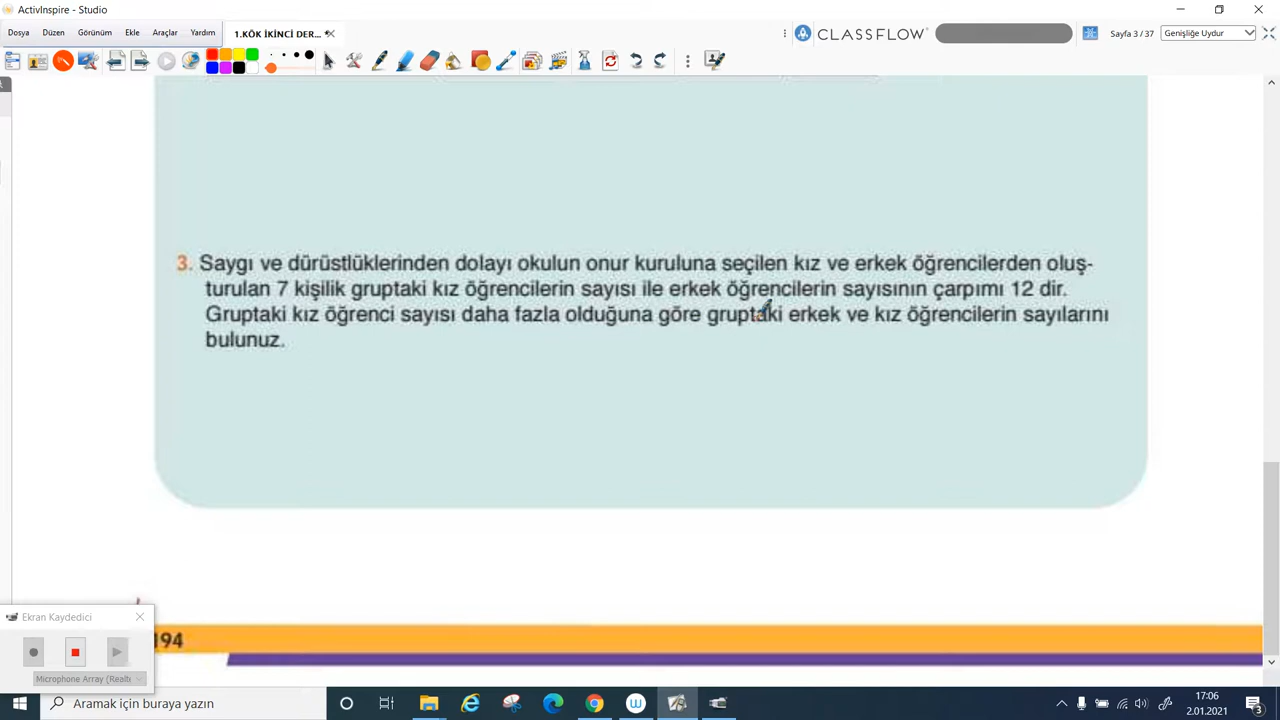 ActivInspire - Studio
Dosya Düzen Görünüm Ekle Araçlar Yardım 1.KÖK İKİNCİ DER... CLASSFLOW Sayfa 3 / 37 Genişliğe Uydur
3. Saygı ve dürüstlüklerinden dolayı okulun onur kuruluna seçilen kız ve erkek öğrencilerden oluş-
turulan 7 kişilik gruptaki kız öğrencilerin sayısı ile erkek öğrencilerin sayısının çarpımı 12 dir.
Gruptaki kız öğrenci sayısı daha fazla olduğuna göre gruptaki erkek ve kız öğrencilerin sayılarını
bulunuz.
Ekran Kaydedici
194
Microphone Array (Realt
Aramak için buraya yazın
17:06
2.01.2021
3